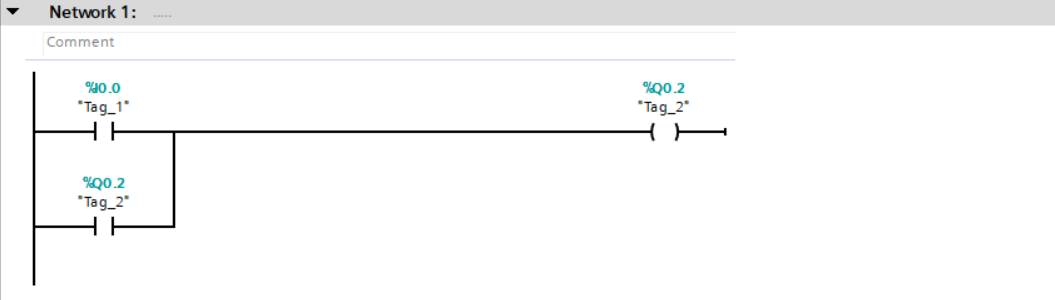 Network 1: .....
Comment
%I0.0
"Tag_1"
%Q0.2
"Tag_2"
%Q0.2
"Tag_2"